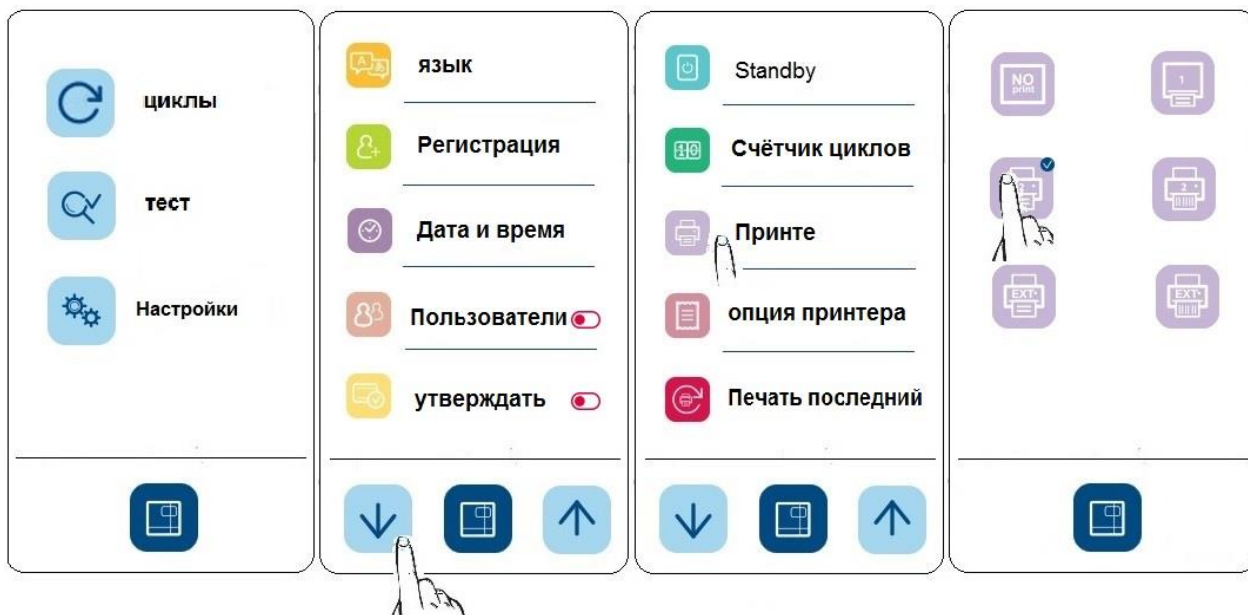 циклы
тест
Настройки
язык
Регистрация
Дата и время
Пользователи
утверждать
Standby
Счётчик циклов
Принте
опция принтера
Печать последний
NO
print
1
2
EXT.
EXT.